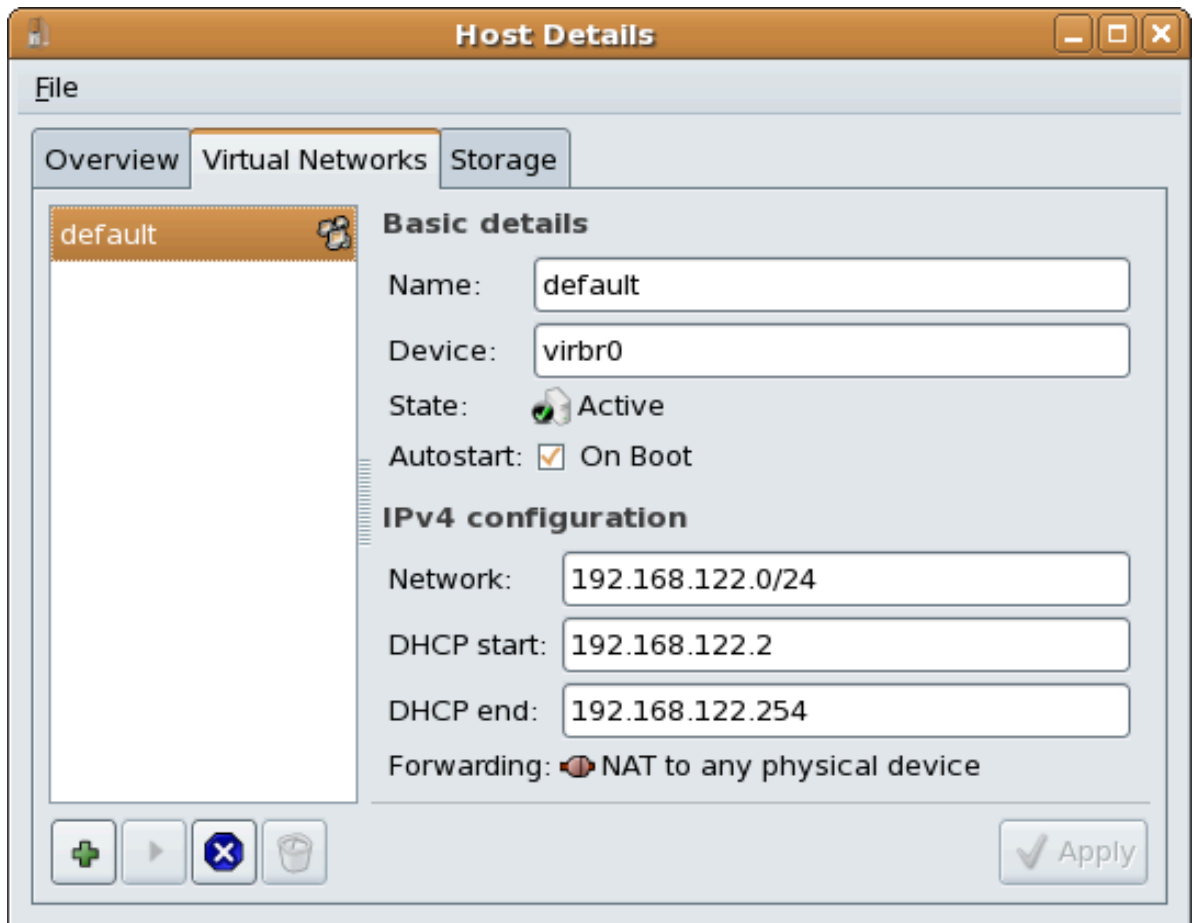 Host Details
File
Overview Virtual Networks Storage
default
Basic details
Name: default
Device: virbr0
State: Active
Autostart: On Boot
IPv4 configuration
Network: 192.168.122.0/24
DHCP start: 192.168.122.2
DHCP end: 192.168.122.254
Forwarding: NAT to any physical device
Apply